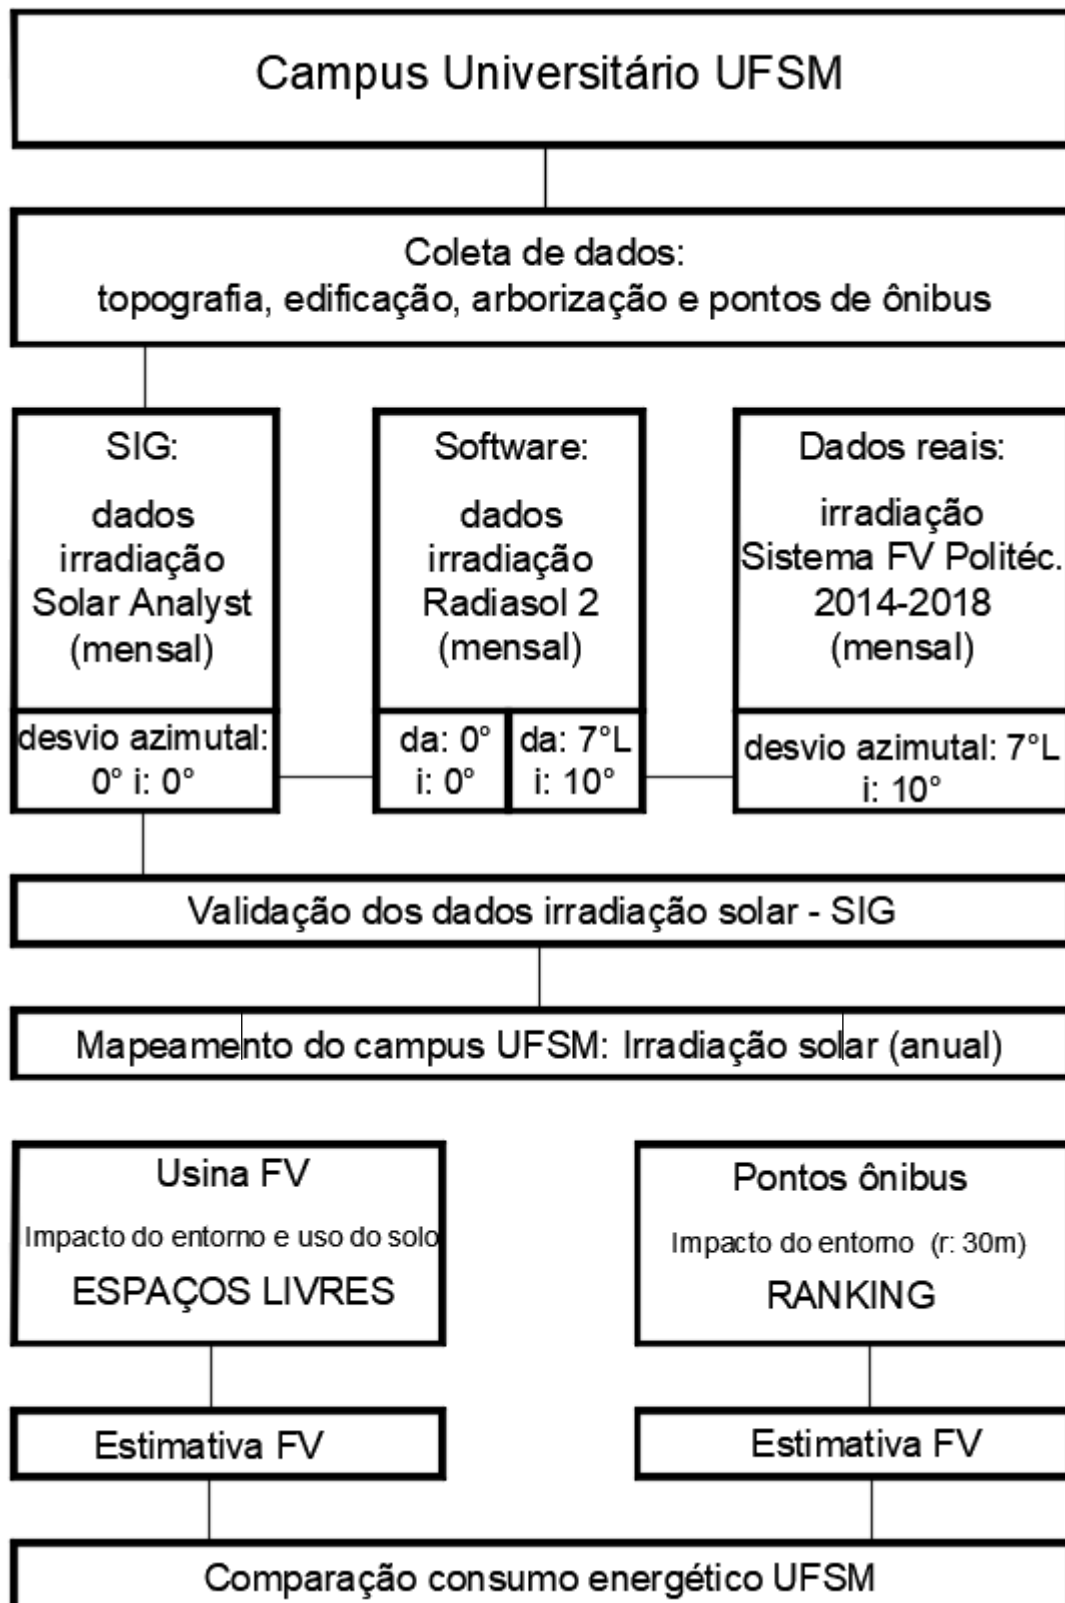 Campus Universitário UFSM
Coleta de dados:
topografia, edificação, arborização e pontos de ônibus
SIG:
dados
irradiação
Solar Analyst
(mensal)
desvio azimutal:
0° i: 0°
Software:
dados
irradiação
Radiasol 2
(mensal)
da: 0°
i: 0°
da: 7°L
i: 10°
Dados reais:
irradiação
Sistema FV Politéc.
2014-2018
(mensal)
desvio azimutal: 7°L
i: 10°
Validação dos dados irradiação solar - SIG
Mapeamento do campus UFSM: Irradiação solar (anual)
Usina FV
Impacto do entorno e uso do solo
ESPAÇOS LIVRES
Pontos ônibus
Impacto do entorno (r: 30m)
RANKING
Estimativa FV
Estimativa FV
Comparação consumo energético UFSM